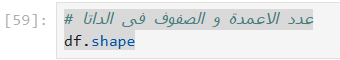 [59]: # عدد الاعمدة و الصفوف فى الداتا
df.shape